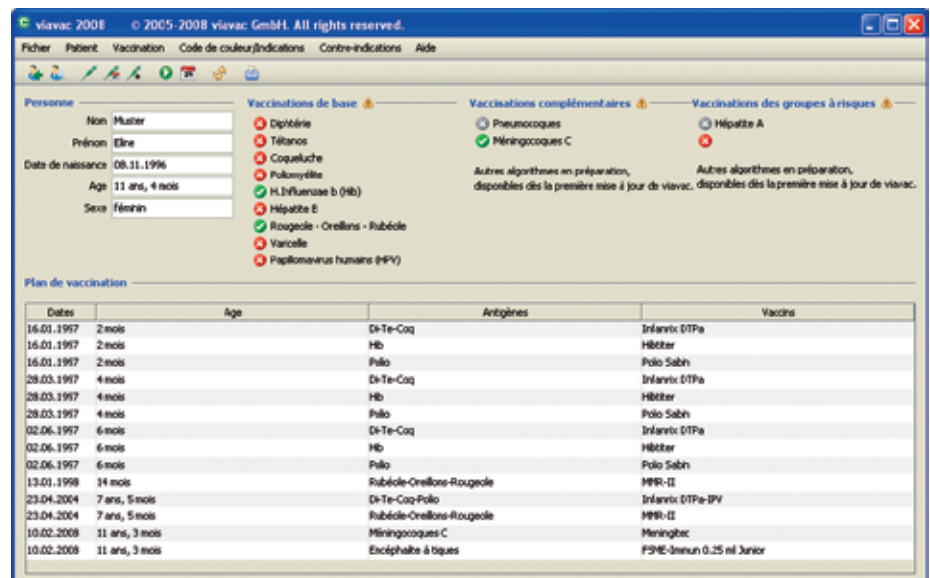 viavac 2008 © 2005-2008 viavac GmbH. All rights reserved.
Fichier Patient Vaccination Code de couleur/Indications Contre-indications Aide
Personne
Nom Muster
Prénom Eline
Date de naissance 08.11.1996
Age 11 ans, 4 mois
Sexe féminin
Vaccinations de base
Diphtérie
Tétanos
Coqueluche
Poliomyélite
H.Influenzae b (Hib)
Hépatite B
Rougeole - Oreillons - Rubéole
Varicelle
Papillomavirus humains (HPV)
Vaccinations complémentaires
Pneumocoques
Méningocoques C
Autres algorithmes en préparation,
disponibles dès la première mise à jour de viavac.
Vaccinations des groupes à risques
Hépatite A
Autres algorithmes en préparation,
disponibles dès la première mise à jour de viavac.
Plan de vaccination
Dates Age Antigènes Vaccins
16.01.1997 2 mois Di-Te-Coq Infanrix DTPa
16.01.1997 2 mois Hib Hibtiter
16.01.1997 2 mois Polio Polio Sabin
28.03.1997 4 mois Di-Te-Coq Infanrix DTPa
28.03.1997 4 mois Hib Hibtiter
28.03.1997 4 mois Polio Polio Sabin
02.06.1997 6 mois Di-Te-Coq Infanrix DTPa
02.06.1997 6 mois Hib Hibtiter
02.06.1997 6 mois Polio Polio Sabin
13.01.1998 14 mois Rubéole-Oreillons-Rougeole MMR-II
23.04.2004 7 ans, 5 mois Di-Te-Coq-Polio Infanrix DTPa-IPV
23.04.2004 7 ans, 5 mois Rubéole-Oreillons-Rougeole MMR-II
10.02.2008 11 ans, 3 mois Méningocoques C Meningitec
10.02.2008 11 ans, 3 mois Encéphalite à tiques FSME-Immun 0.25 ml Junior